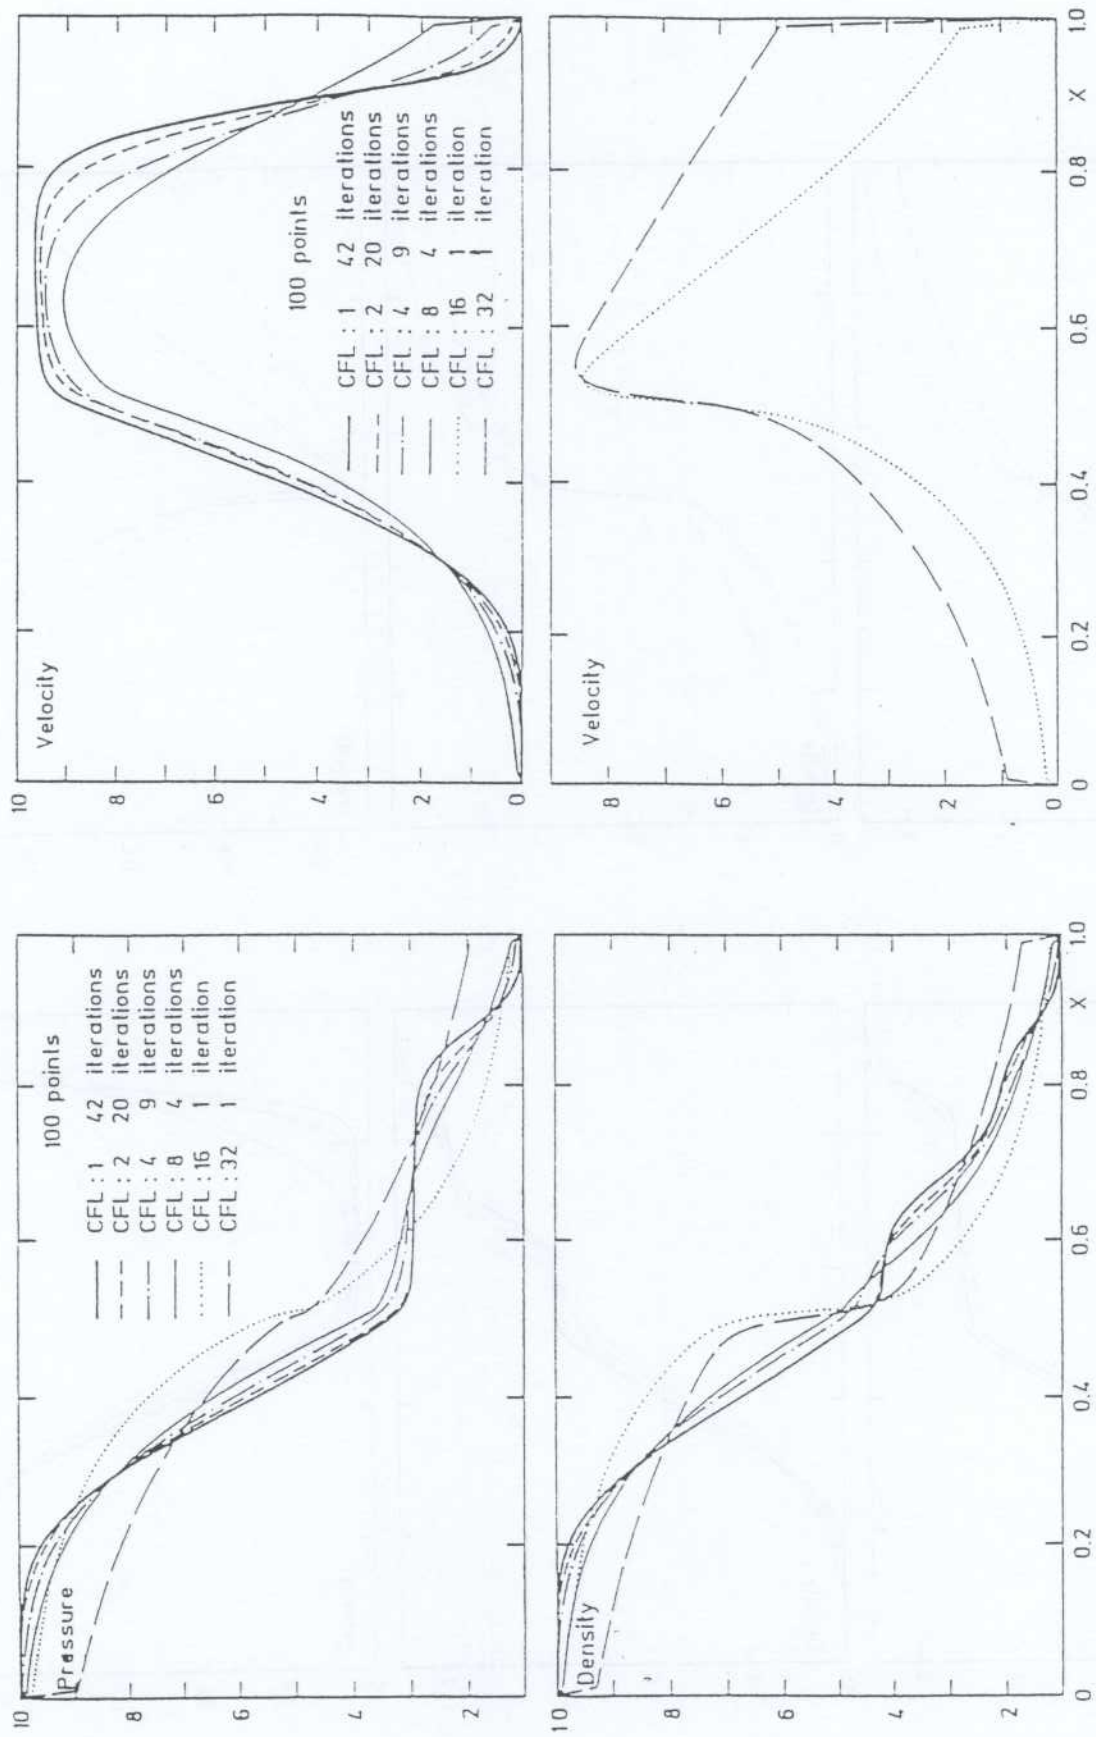 100 points
CFL : 1 42 iterations
CFL : 2 20 iterations
CFL : 4 9 iterations
CFL : 8 4 iterations
CFL : 16 1 iteration
CFL : 32 1 iteration
Pressure
10
8
6
4
2
Density
10
8
6
4
2
0
0.2
0.4
0.6
0.8
X
1.0
Velocity
100 points
CFL : 1 42 iterations
CFL : 2 20 iterations
CFL : 4 9 iterations
CFL : 8 4 iterations
CFL : 16 1 iteration
CFL : 32 1 iteration
10
8
6
4
2
0
Velocity
8
6
4
2
0
0
0.2
0.4
0.6
0.8
X
1.0